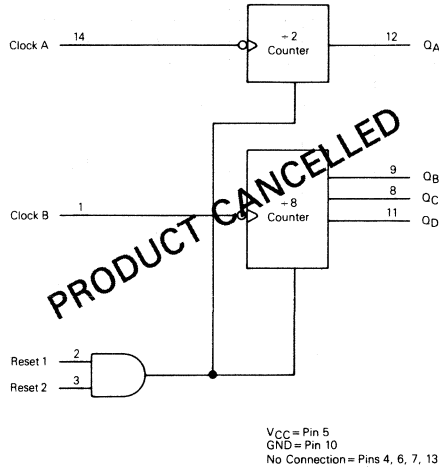 Clock A 14 ÷2 Counter 12 QA
PRODUCT CANCELLED
9 QB
8 QC
Clock B 1 ÷8 Counter 11 QD
Reset 1 2
Reset 2 3
VCC = Pin 5
GND = Pin 10
No Connection = Pins 4, 6, 7, 13